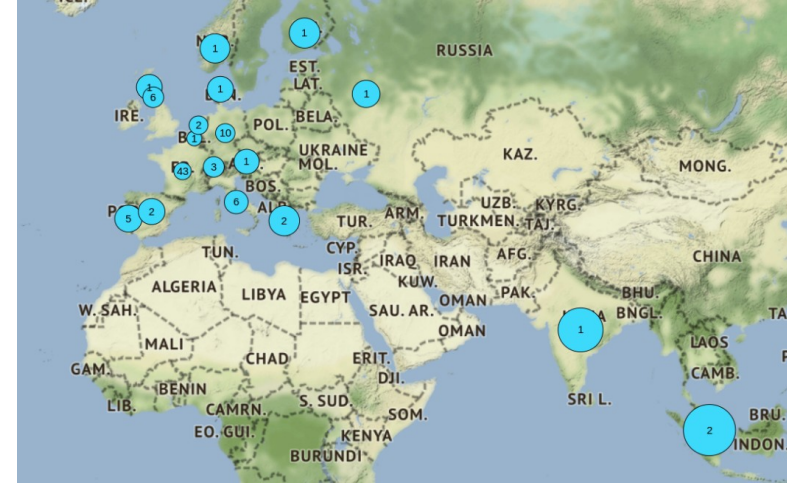 RUSSIA
1
1
EST.
LAT.
1
1
1
6
IRE.
2
1
10
POL.
BELA.
UKRAINE
MOL.
KAZ.
MONG.
43
3
1
BOS.
6
2
5
2
TUR.
ARM.
UZB.
KYRG.
TURKMEN.
TAJ.
TUN.
CYP.
ISR.
IRAQ
IRAN
AFG.
CHINA
KUW.
PAK.
ALGERIA
LIBYA
EGYPT
SAU. AR.
OMAN
OMAN
BHU.
BNGL.
1
W. SAH.
MALI
CHAD
ERIT.
DJI.
LAOS
CAMB.
GAM.
BENIN
LIB.
CAMRN.
S. SUD.
SOM.
SRI L.
EO. GUI.
KENYA
BURUNDI
2
BRU.
INDON.